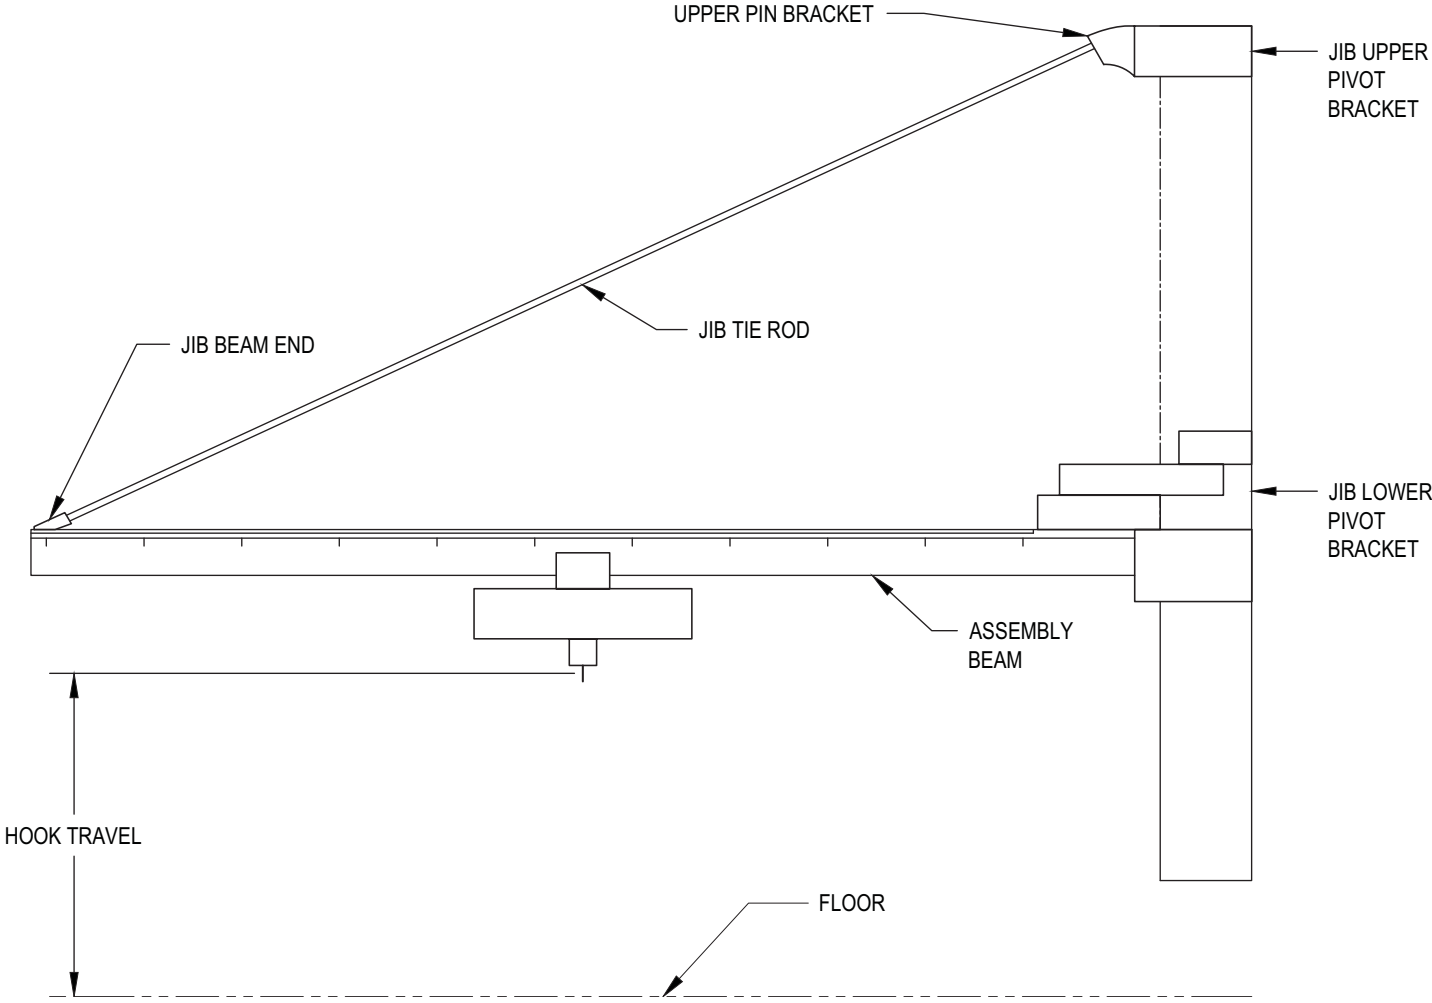 UPPER PIN BRACKET
JIB UPPER
PIVOT
BRACKET
JIB TIE ROD
JIB BEAM END
JIB LOWER
PIVOT
BRACKET
ASSEMBLY
BEAM
HOOK TRAVEL
FLOOR